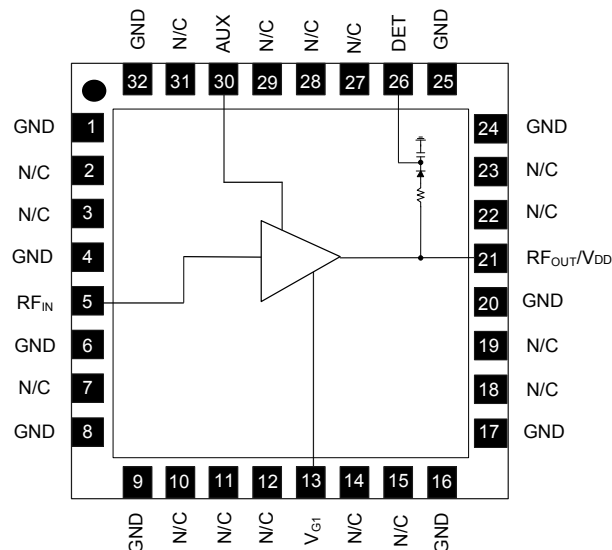 GND N/C AUX N/C N/C N/C DET GND
32 31 30 29 28 27 26 25
GND 1
N/C 2
N/C 3
GND 4
RFIN 5
GND 6
N/C 7
GND 8
24 GND
23 N/C
22 N/C
21 RFOUT/VDD
20 GND
19 N/C
18 N/C
17 GND
9 10 11 12 13 14 15 16
GND N/C N/C N/C VG1 N/C N/C GND